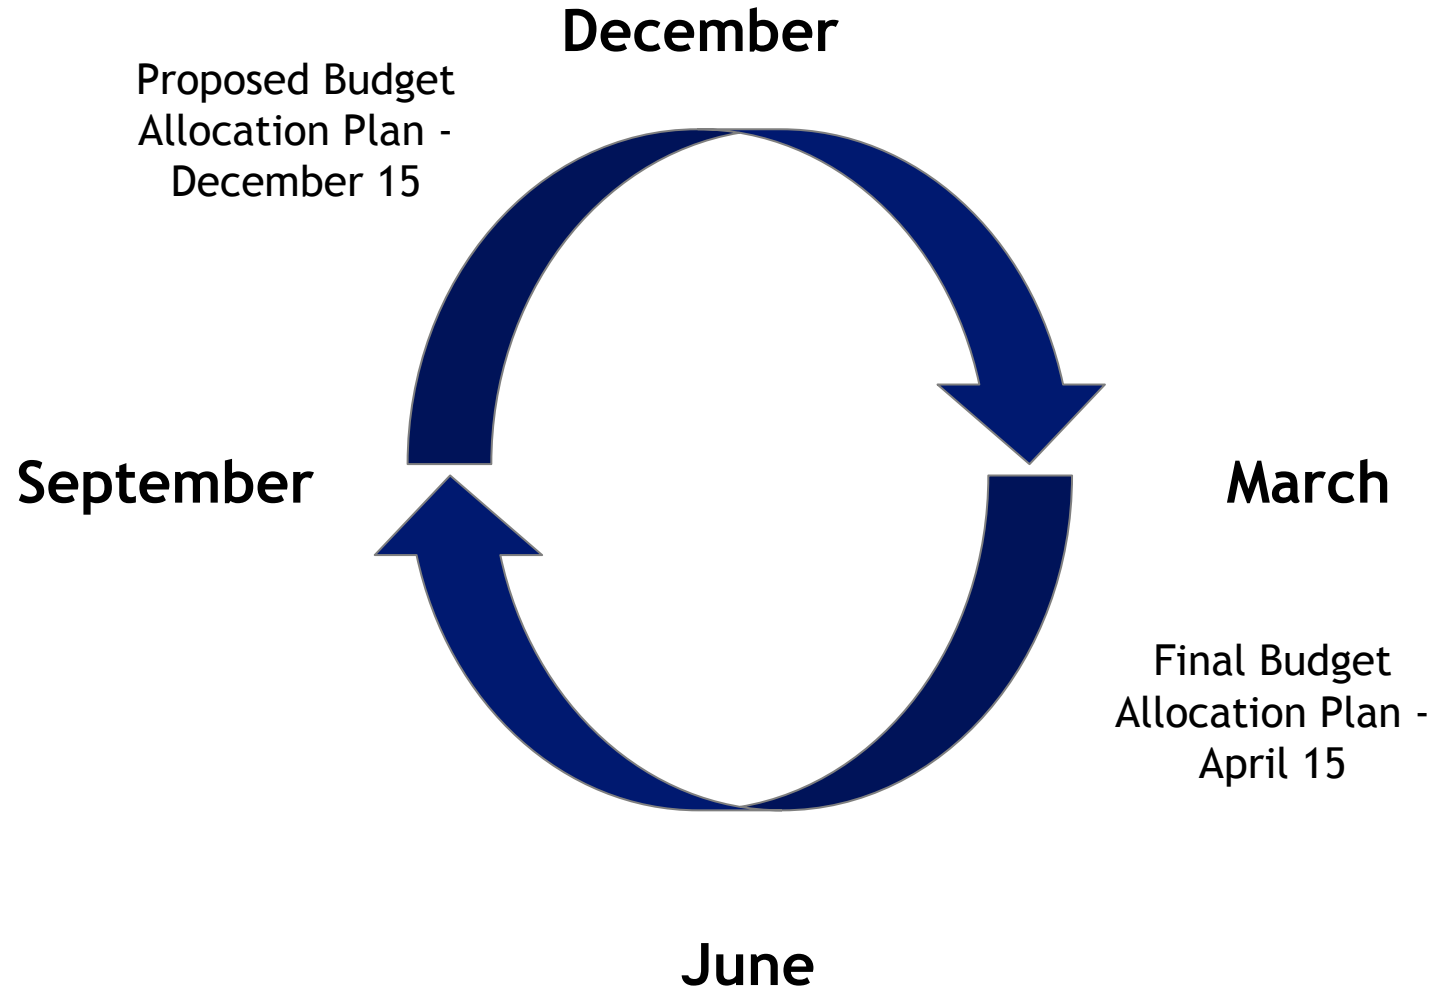 December
Proposed Budget
Allocation Plan -
December 15
September
March
Final Budget
Allocation Plan -
April 15
June